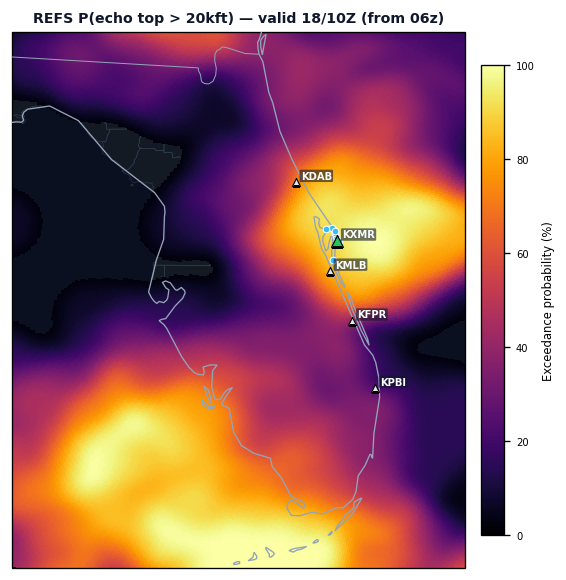 REFS P(echo top > 20kft) — valid 18/10Z (from 06z)
KDAB
KXMR
KMLB
KFPR
KPBI
100
80
60
40
20
0
Exceedance probability (%)